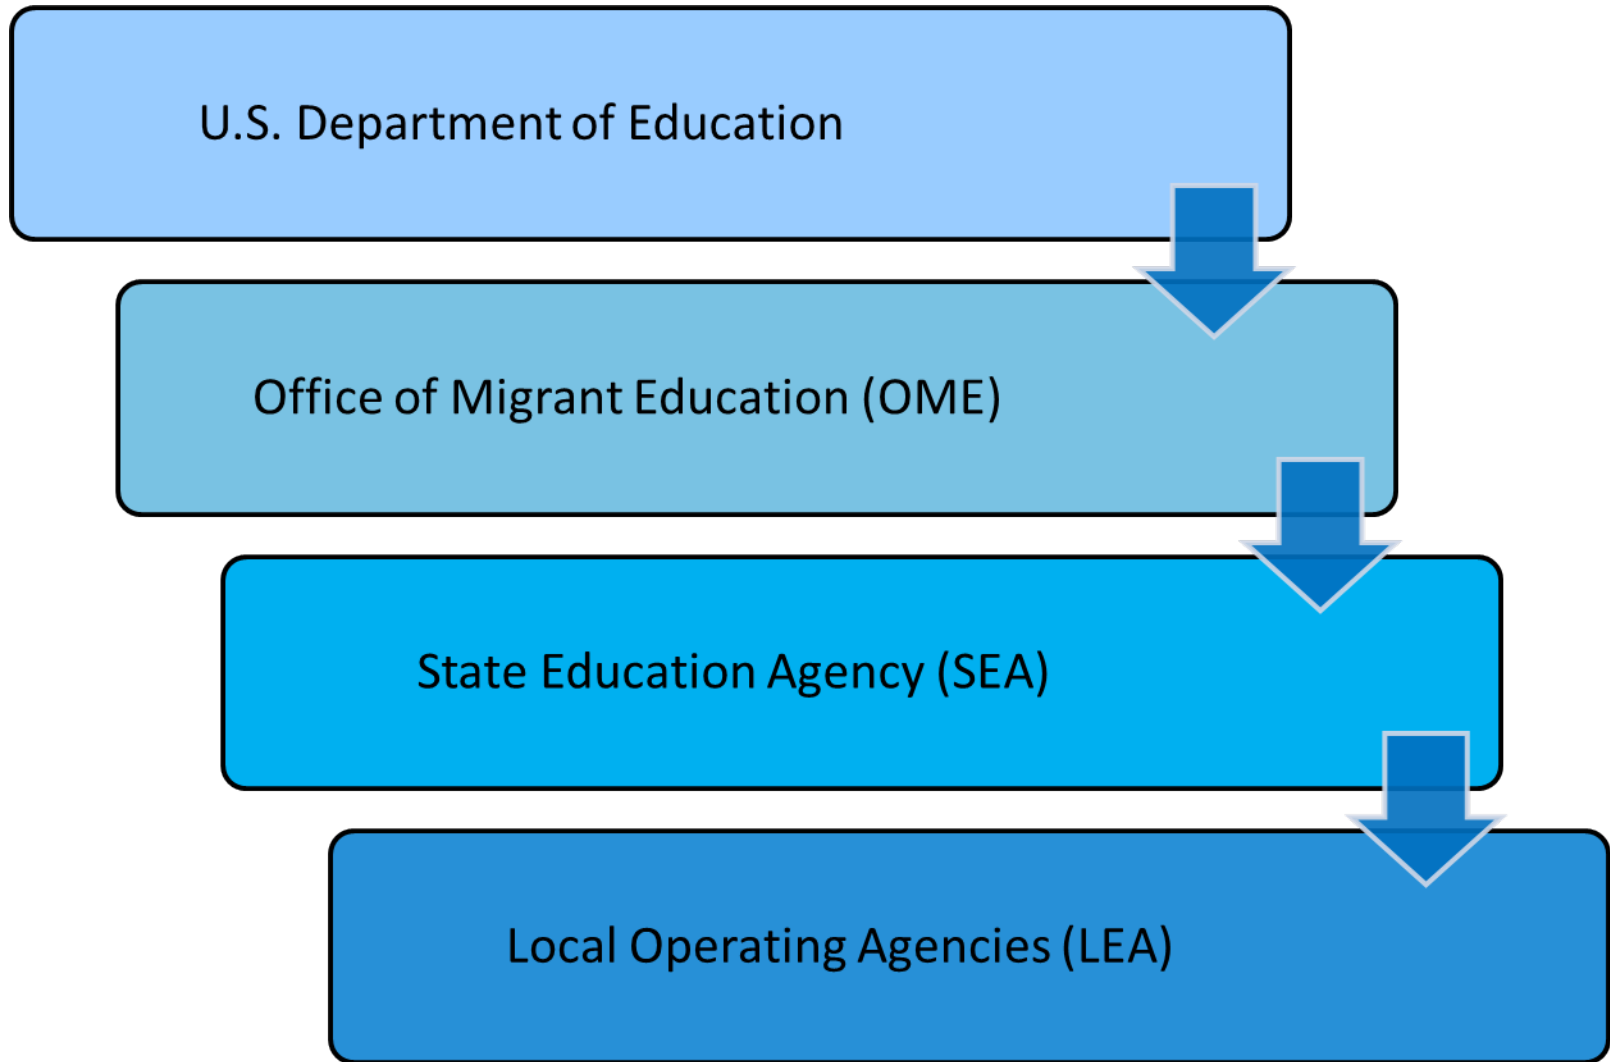 U.S. Department of Education
Office of Migrant Education (OME)
State Education Agency (SEA)
Local Operating Agencies (LEA)